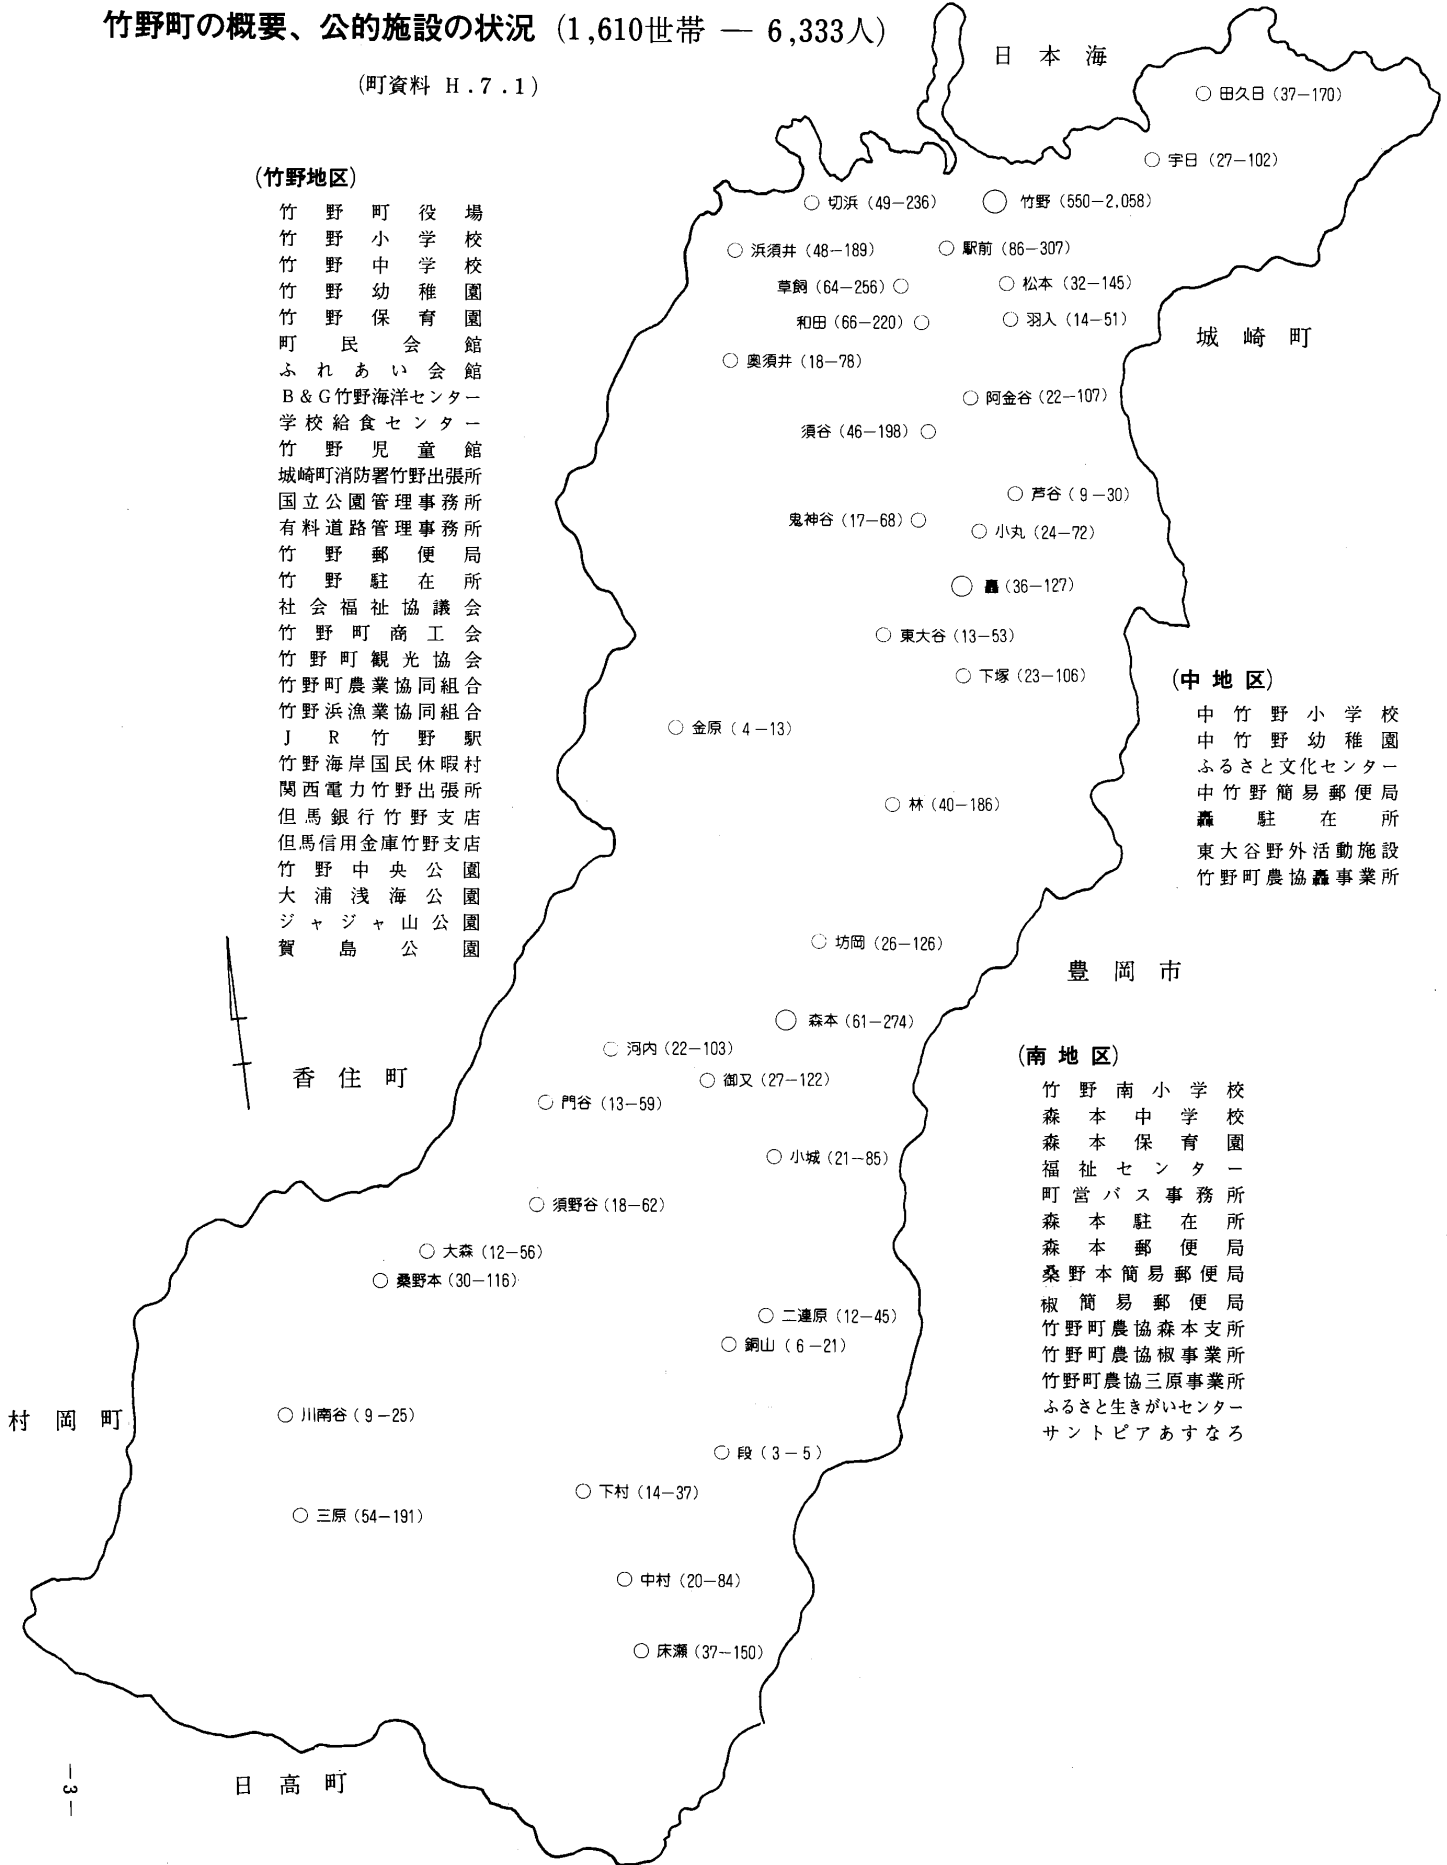 竹野町の概要、公的施設の状況 (1,610世帯 ― 6,333人)
(町資料 H.7.1)
日本海
○ 田久日 (37−170)
○ 宇日 (27−102)
○ 切浜 (49−236)
○ 竹野 (550−2,058)
○ 浜須井 (48−189)
○ 駅前 (86−307)
草飼 (64−256) ○
○ 松本 (32−145)
和田 (66−220) ○
○ 羽入 (14−51)
城崎町
○ 奥須井 (18−78)
○ 阿金谷 (22−107)
須谷 (46−198) ○
○ 芦谷 (9−30)
鬼神谷 (17−68) ○
○ 小丸 (24−72)
○ 轟 (36−127)
○ 東大谷 (13−53)
○ 下塚 (23−106)
○ 金原 (4−13)
○ 林 (40−186)
○ 坊岡 (26−126)
豊岡市
○ 森本 (61−274)
○ 河内 (22−103)
○ 御又 (27−122)
香住町
○ 門谷 (13−59)
○ 小城 (21−85)
○ 須野谷 (18−62)
○ 大森 (12−56)
○ 桑野本 (30−116)
○ 二連原 (12−45)
○ 銅山 (6−21)
村岡町
○ 川南谷 (9−25)
○ 段 (3−5)
○ 下村 (14−37)
○ 三原 (54−191)
○ 中村 (20−84)
○ 床瀬 (37−150)
日高町
(竹野地区)
竹野町役場
竹野小学校
竹野中学校
竹野幼稚園
竹野保育園
町民会館
ふれあい会館
B&G竹野海洋センター
学校給食センター
竹野児童館
城崎町消防署竹野出張所
国立公園管理事務所
有料道路管理事務所
竹野郵便局
竹野駐在所
社会福祉協議会
竹野町商工会
竹野町観光協会
竹野町農業協同組合
竹野浜漁業協同組合
JR竹野駅
竹野海岸国民休暇村
関西電力竹野出張所
但馬銀行竹野支店
但馬信用金庫竹野支店
竹野中央公園
大浦浅海公園
ジャジャ山公園
賀島公園
(中地区)
中竹野小学校
中竹野幼稚園
ふるさと文化センター
中竹野簡易郵便局
轟駐在所
東大谷野外活動施設
竹野町農協轟事業所
(南地区)
竹野南小学校
森本中学校
森本保育園
福祉センター
町営バス事務所
森本駐在所
森本郵便局
桑野本簡易郵便局
椒簡易郵便局
竹野町農協森本支所
竹野町農協椒事業所
竹野町農協三原事業所
ふるさと生きがいセンター
サントピアあすなろ
−3−